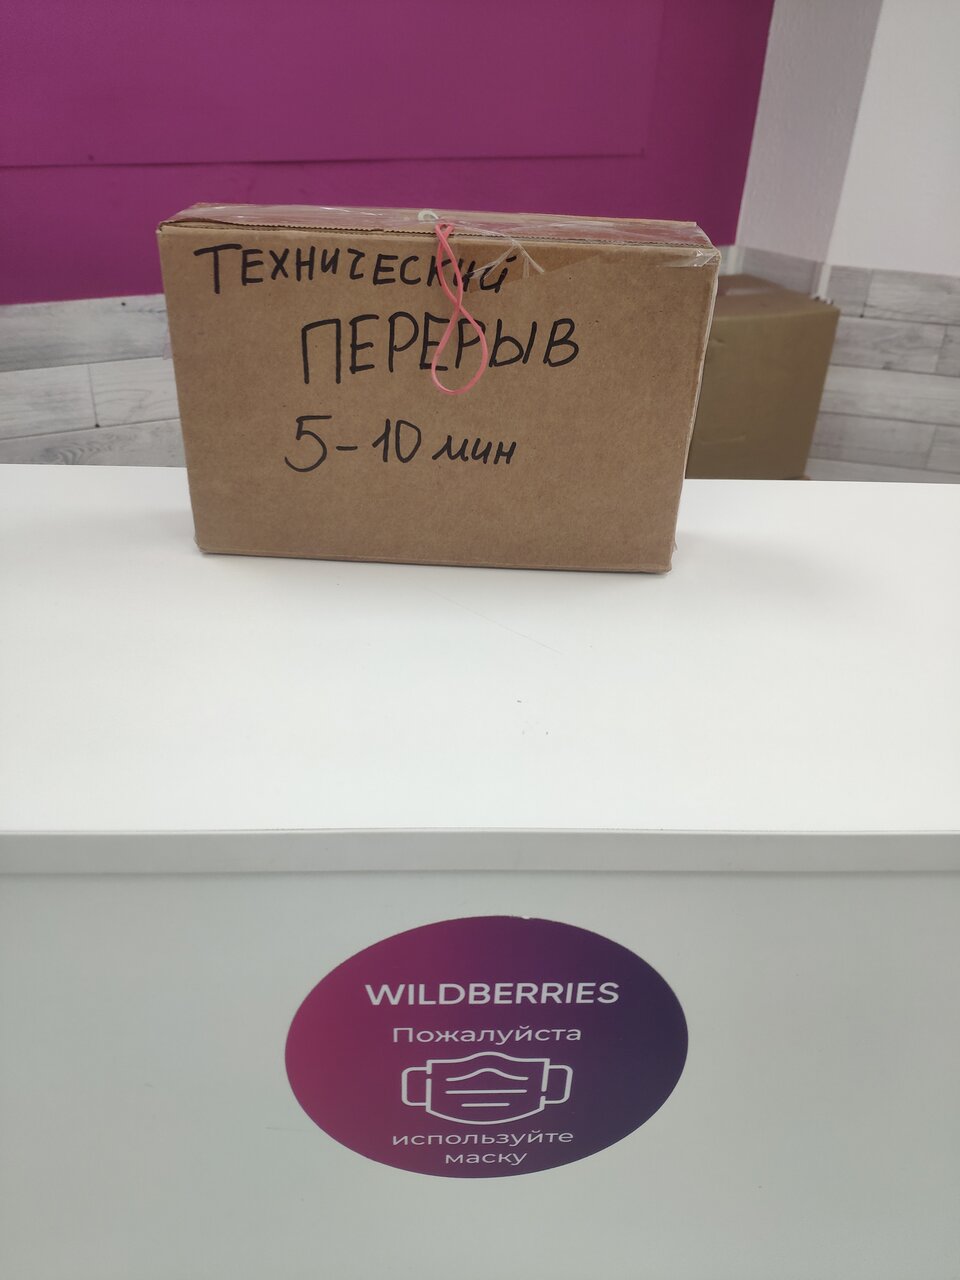 ТЕХНИЧЕСКИЙ
ПЕРЕРЫВ
5-10 мин
WILDBERRIES
Пожалуйста
используйте
маску